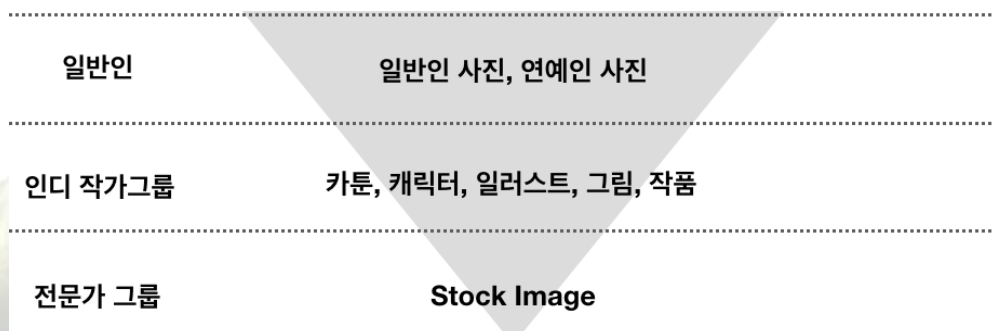 일반인 일반인 사진, 연예인 사진
인디 작가그룹 카툰, 캐릭터, 일러스트, 그림, 작품
전문가 그룹 Stock Image